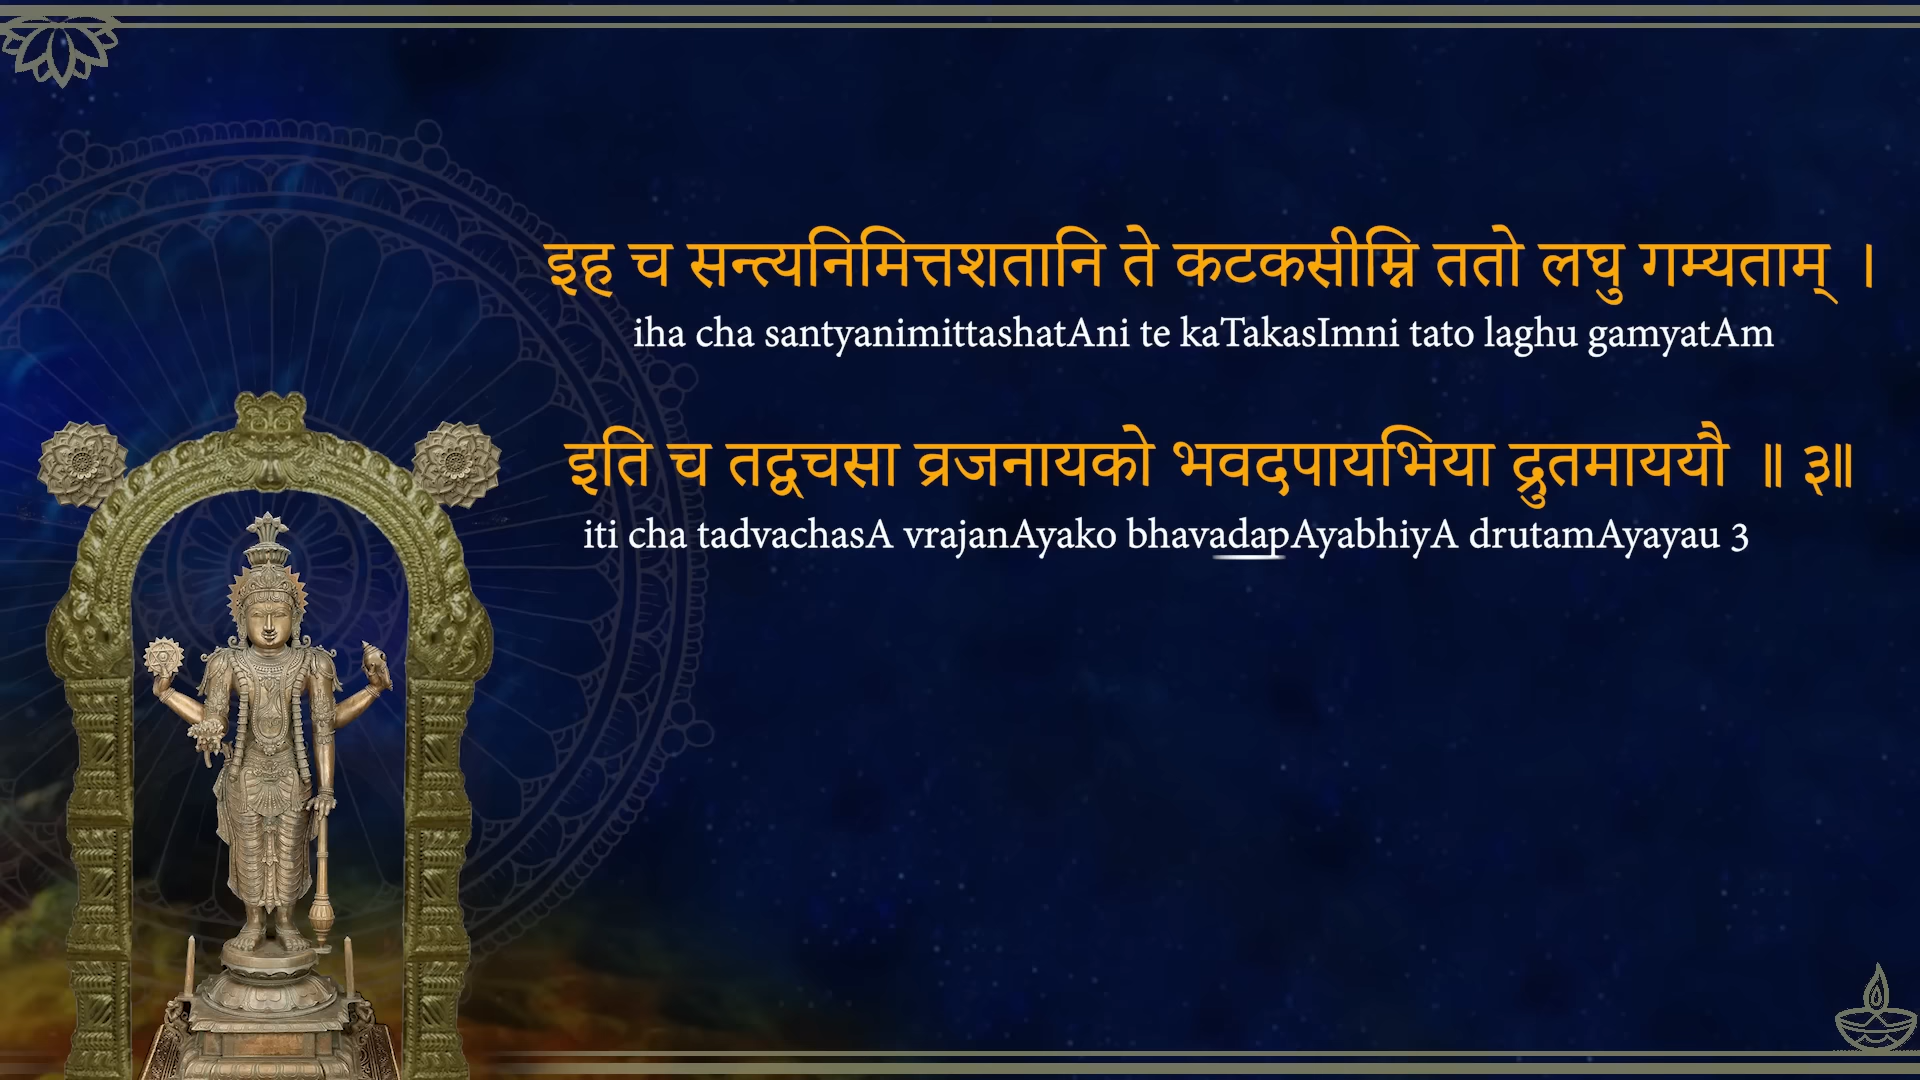 इह च सन्त्यनिमित्तशतानि ते कटकसीम्नि ततो लघु गम्यताम् ।
iha cha santyanimittashatAni te kaTakasImni tato laghu gamyatAm
इति च तद्वचसा व्रजनायको भवदपायभिया द्रुतमाययौ ॥ ३॥
iti cha tadvachasA vrajanAyako bhavadapAyabhiyA drutamAyayau 3